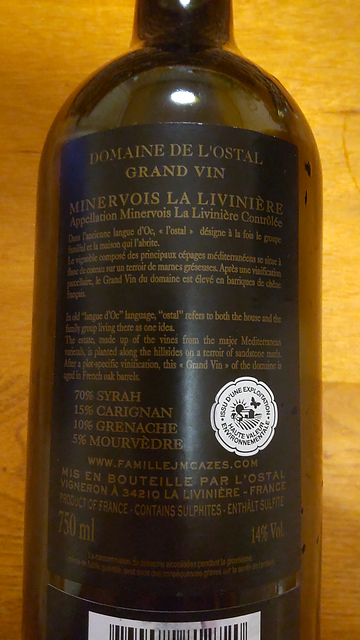 DOMAINE DE L'OSTAL
GRAND VIN
MINERVOIS LA LIVINIÈRE
Appellation Minervois La Livinière Contrôlée
Dans l'ancienne langue d'Oc, « l'ostal » désigne à la fois le groupe
familial et la maison qui l'abrite.
Le vignoble composé des principaux cépages méditerranéens se situe à
flanc de coteau sur un terroir de marnes gréseuses. Après une vinification
parcellaire, le Grand Vin du domaine est élevé en barriques de chêne
français.
In old "langue d'Oc" language, "ostal" refers to both the house and the
family group living there as one idea.
The estate, made up of the vines from the major Mediterranean
varietals, is planted along the hillsides on a terroir of sandstone marls.
After a plot-specific vinification, this « Grand Vin » of the domaine is
aged in French oak barrels.
70% SYRAH
15% CARIGNAN
10% GRENACHE
5% MOURVÈDRE
ISSU D'UNE EXPLOITATION
HAUTE VALEUR
ENVIRONNEMENTALE
WWW.FAMILLEJMCAZES.COM
MIS EN BOUTEILLE PAR L'OSTAL
VIGNERON À 34210 LA LIVINIÈRE - FRANCE
PRODUCT OF FRANCE - CONTAINS SULPHITES - ENTHÄLT SULFITE
750 ml
14% Vol.